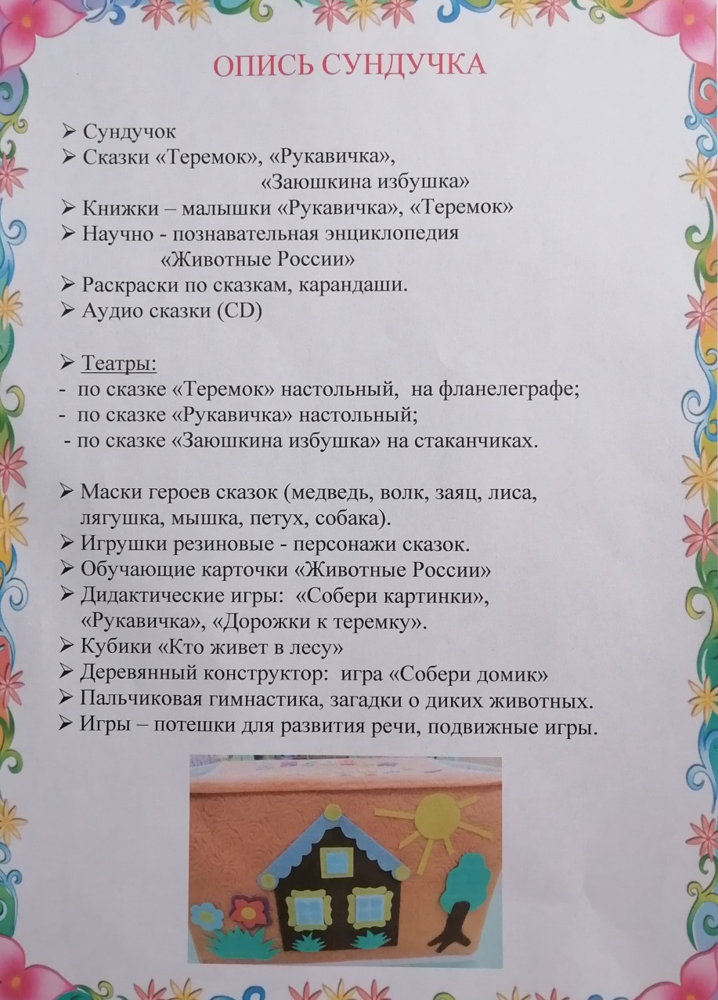 ОПИСЬ СУНДУЧКА
➢ Сундучок
➢ Сказки «Теремок», «Рукавичка»,
«Заюшкина избушка»
➢ Книжки – малышки «Рукавичка», «Теремок»
➢ Научно - познавательная энциклопедия
«Животные России»
➢ Раскраски по сказкам, карандаши.
➢ Аудио сказки (CD)
➢ Театры:
- по сказке «Теремок» настольный, на фланелеграфе;
- по сказке «Рукавичка» настольный;
- по сказке «Заюшкина избушка» на стаканчиках.
➢ Маски героев сказок (медведь, волк, заяц, лиса,
лягушка, мышка, петух, собака).
➢ Игрушки резиновые - персонажи сказок.
➢ Обучающие карточки «Животные России»
➢ Дидактические игры: «Собери картинки»,
«Рукавичка», «Дорожки к теремку».
➢ Кубики «Кто живет в лесу»
➢ Деревянный конструктор: игра «Собери домик»
➢ Пальчиковая гимнастика, загадки о диких животных.
➢ Игры – потешки для развития речи, подвижные игры.